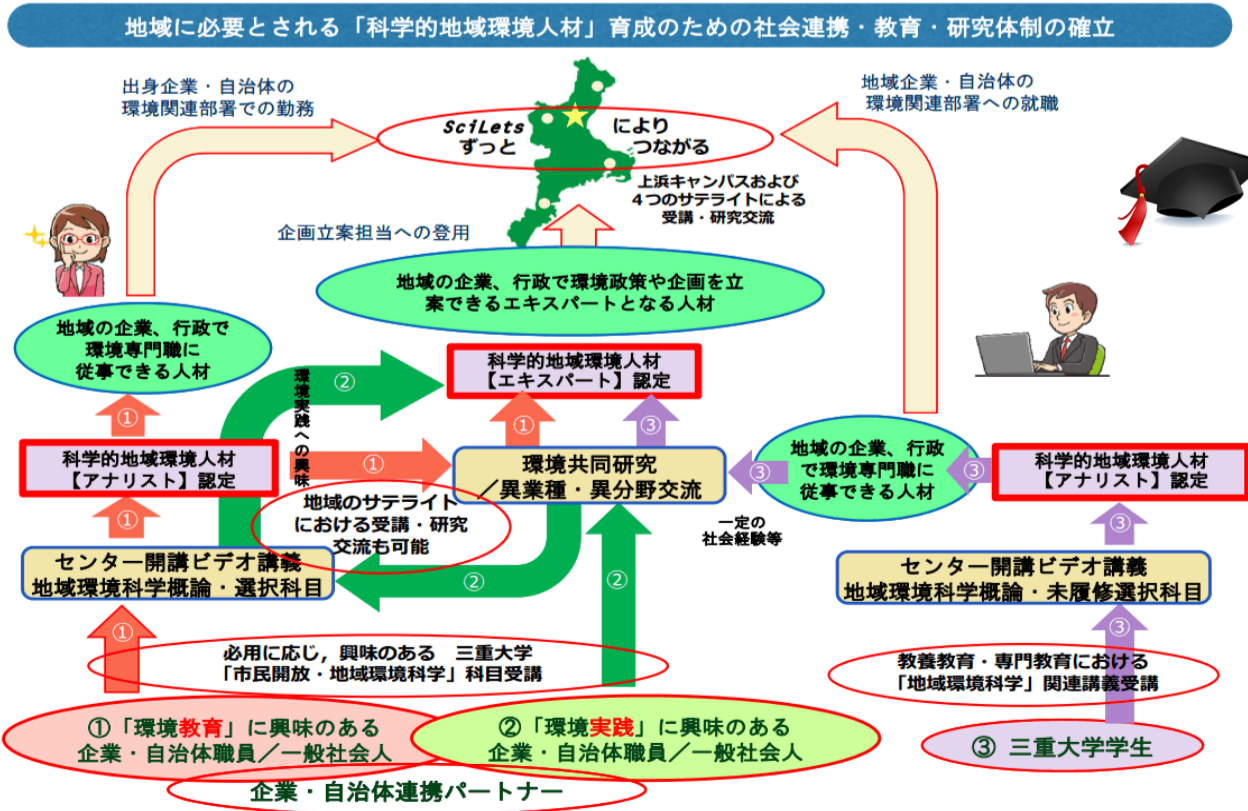 地域に必要とされる「科学的地域環境人材」育成のための社会連携・教育・研究体制の確立
出身企業・自治体の
環境関連部署での勤務
地域企業・自治体の
環境関連部署への就職
SciLets により
ずっと つながる
上浜キャンパスおよび
4つのサテライトによる
受講・研究交流
企画立案担当への登用
地域の企業、行政で環境政策や企画を立
案できるエキスパートとなる人材
地域の企業、行政で
環境専門職に
従事できる人材
科学的地域環境人材
【エキスパート】認定
②
環境実践への興味
①
①
③
科学的地域環境人材
【アナリスト】認定
①
環境共同研究
／異業種・異分野交流
③
地域の企業、行政
で環境専門職に
従事できる人材
③
科学的地域環境人材
【アナリスト】認定
地域のサテライト
における受講・研究
交流も可能
一定の
社会経験等
①
③
センター開講ビデオ講義
地域環境科学概論・選択科目
②
②
センター開講ビデオ講義
地域環境科学概論・未履修選択科目
①
③
必用に応じ，興味のある 三重大学
「市民開放・地域環境科学」科目受講
教養教育・専門教育における
「地域環境科学」関連講義受講
①「環境教育」に興味のある
企業・自治体職員／一般社会人
②「環境実践」に興味のある
企業・自治体職員／一般社会人
③ 三重大学学生
企業・自治体連携パートナー